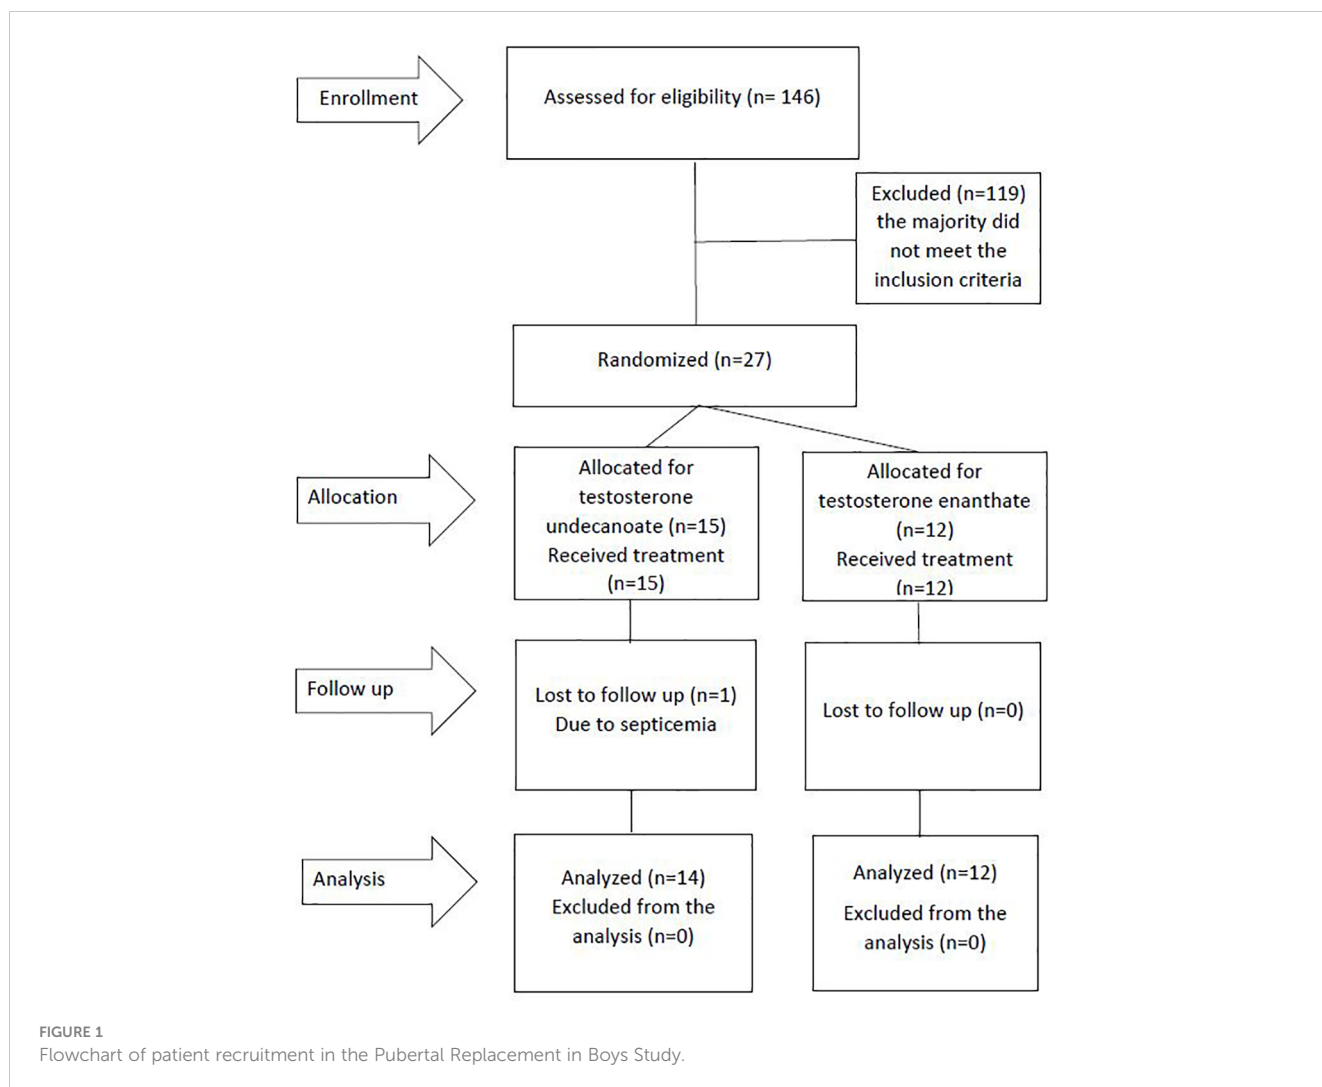 Enrollment
Assessed for eligibility (n= 146)
Excluded (n=119)
the majority did
not meet the
inclusion criteria
Randomized (n=27)
Allocation
Allocated for
testosterone
undecanoate (n=15)
Received treatment
(n=15)
Allocated for
testosterone enanthate
(n=12)
Received treatment
(n=12)
Follow up
Lost to follow up (n=1)
Due to septicemia
Lost to follow up (n=0)
Analysis
Analyzed (n=14)
Excluded from the
analysis (n=0)
Analyzed (n=12)
Excluded from the
analysis (n=0)
FIGURE 1
Flowchart of patient recruitment in the Pubertal Replacement in Boys Study.